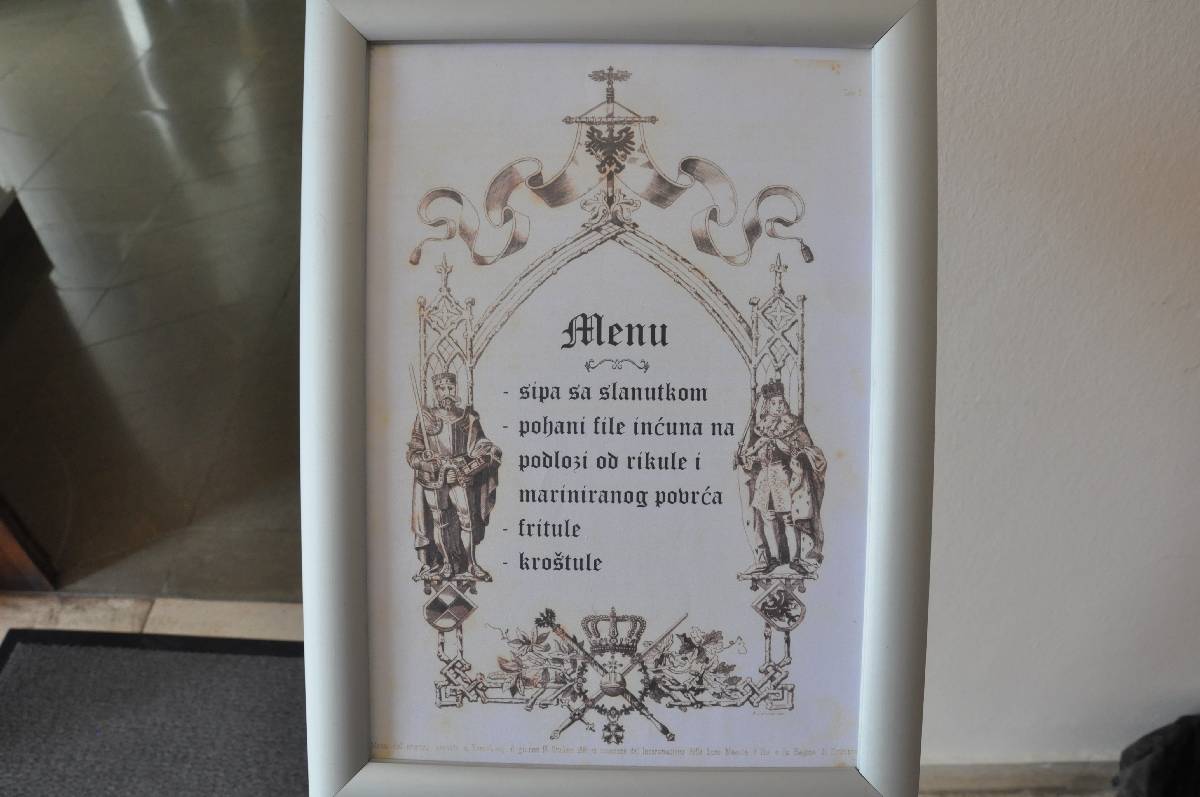 Menu
- sipa sa slanutkom
- pohani file inćuna na
podlozi od rikule i
mariniranog povrća
- fritule
- kroštule